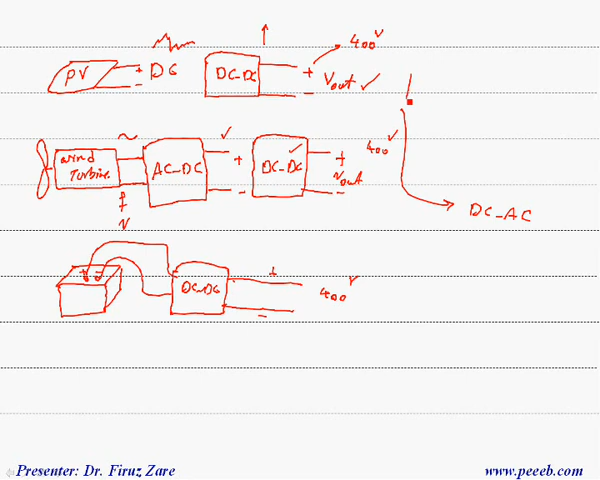 PV + - DC DC-DC + - Vout ✓ 400V
wind Turbine ~ AC-DC ✓ + - DC-DC ✓ + - Vout 400V
f
V
DC-AC
+ - DC-DC + - 400V
Presenter: Dr. Firuz Zare www.peeeb.com